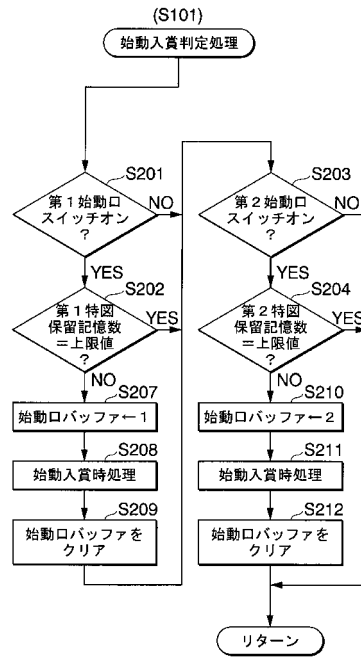 (S101)
始動入賞判定処理
S201
第1始動口
スイッチオン
?
NO
YES
S202
第1特図
保留記憶数
=上限値
?
YES
NO
S207
始動口バッファ←1
S208
始動入賞時処理
S209
始動口バッファを
クリア
S203
第2始動口
スイッチオン
?
NO
YES
S204
第2特図
保留記憶数
=上限値
?
YES
NO
S210
始動口バッファ←2
S211
始動入賞時処理
S212
始動口バッファを
クリア
リターン